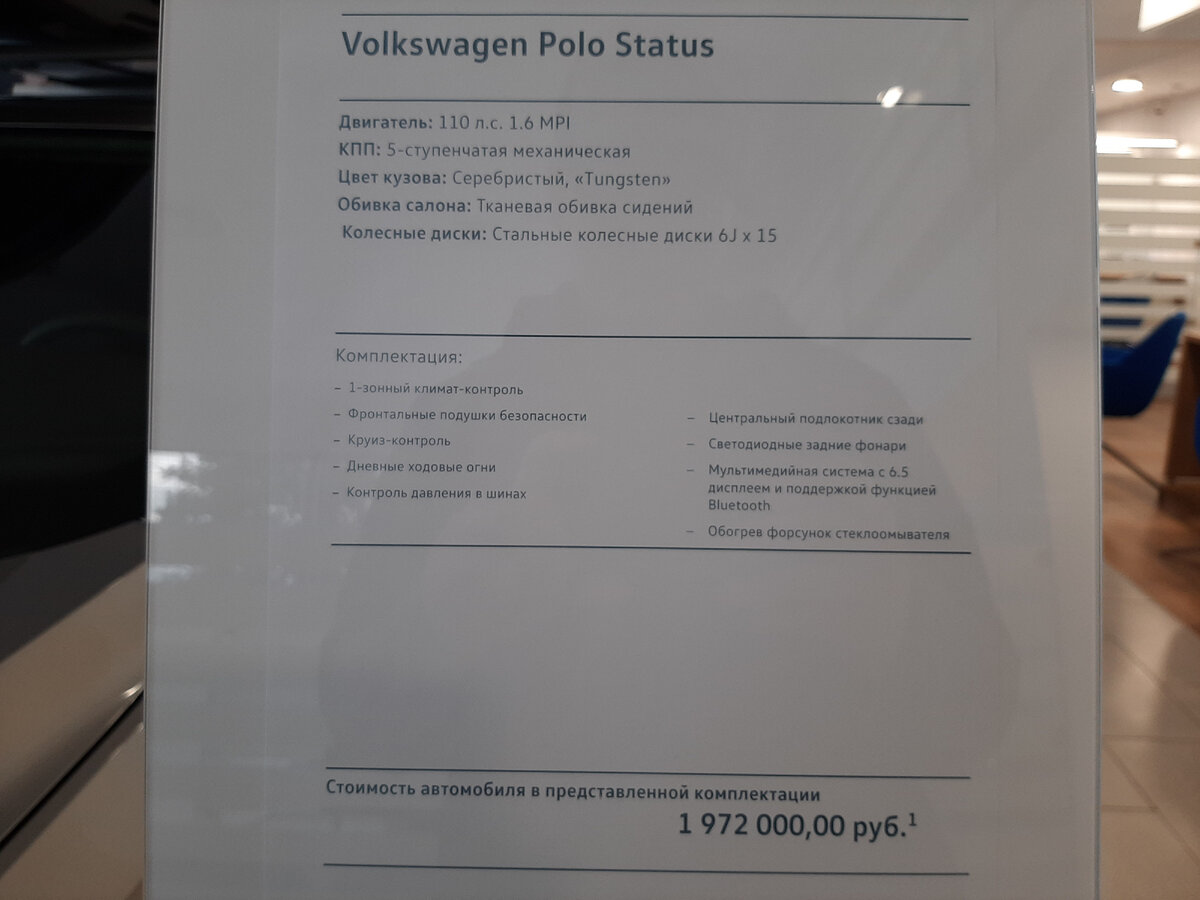 Volkswagen Polo Status
Двигатель: 110 л.с. 1.6 MPI
КПП: 5-ступенчатая механическая
Цвет кузова: Серебристый, «Tungsten»
Обивка салона: Тканевая обивка сидений
Колесные диски: Стальные колесные диски 6J x 15
Комплектация:
– 1-зонный климат-контроль
– Фронтальные подушки безопасности
– Круиз-контроль
– Дневные ходовые огни
– Контроль давления в шинах
– Центральный подлокотник сзади
– Светодиодные задние фонари
– Мультимедийная система с 6.5
дисплеем и поддержкой функцией
Bluetooth
– Обогрев форсунок стеклоомывателя
Стоимость автомобиля в представленной комплектации
1 972 000,00 руб.¹